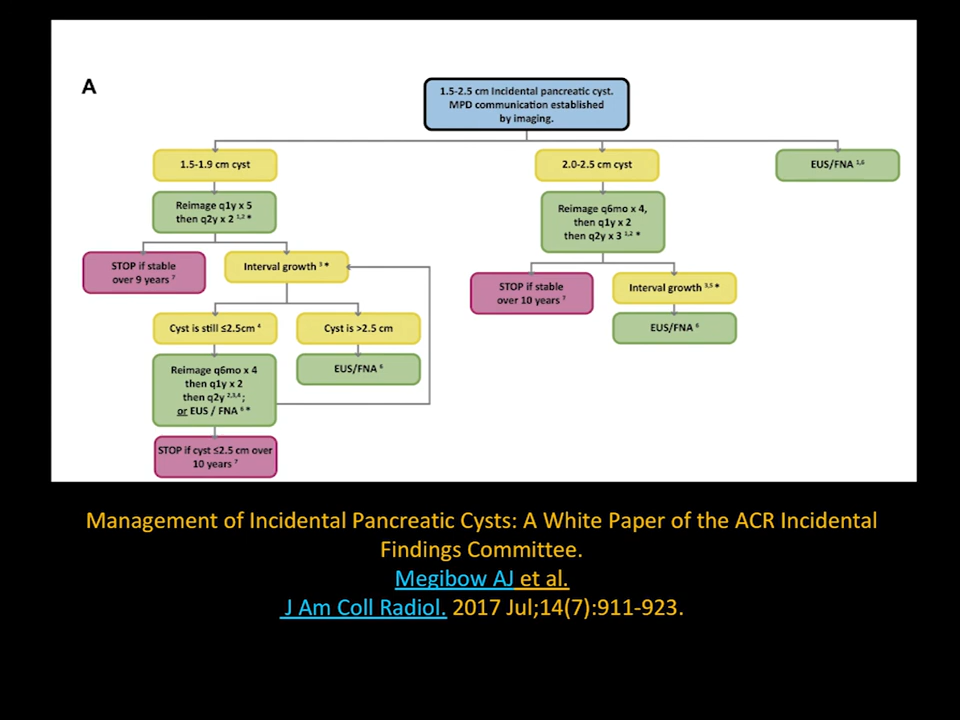 A
1.5-2.5 cm Incidental pancreatic cyst.
MPD communication established
by imaging.
1.5-1.9 cm cyst
2.0-2.5 cm cyst
EUS/FNA 1,6
Reimage q1y x 5
then q2y x 2 1,2 *
Reimage q6mo x 4,
then q1y x 2
then q2y x 3 1,2 *
STOP if stable
over 9 years 7
Interval growth 3 *
STOP if stable
over 10 years 7
Interval growth 3,5 *
Cyst is still ≤2.5cm 4
Cyst is >2.5 cm
EUS/FNA 6
Reimage q6mo x 4
then q1y x 2
then q2y 2,3,4;
or EUS / FNA 6 *
EUS/FNA 6
STOP if cyst ≤2.5 cm over
10 years 7
Management of Incidental Pancreatic Cysts: A White Paper of the ACR Incidental
Findings Committee.
Megibow AJ et al.
J Am Coll Radiol. 2017 Jul;14(7):911-923.